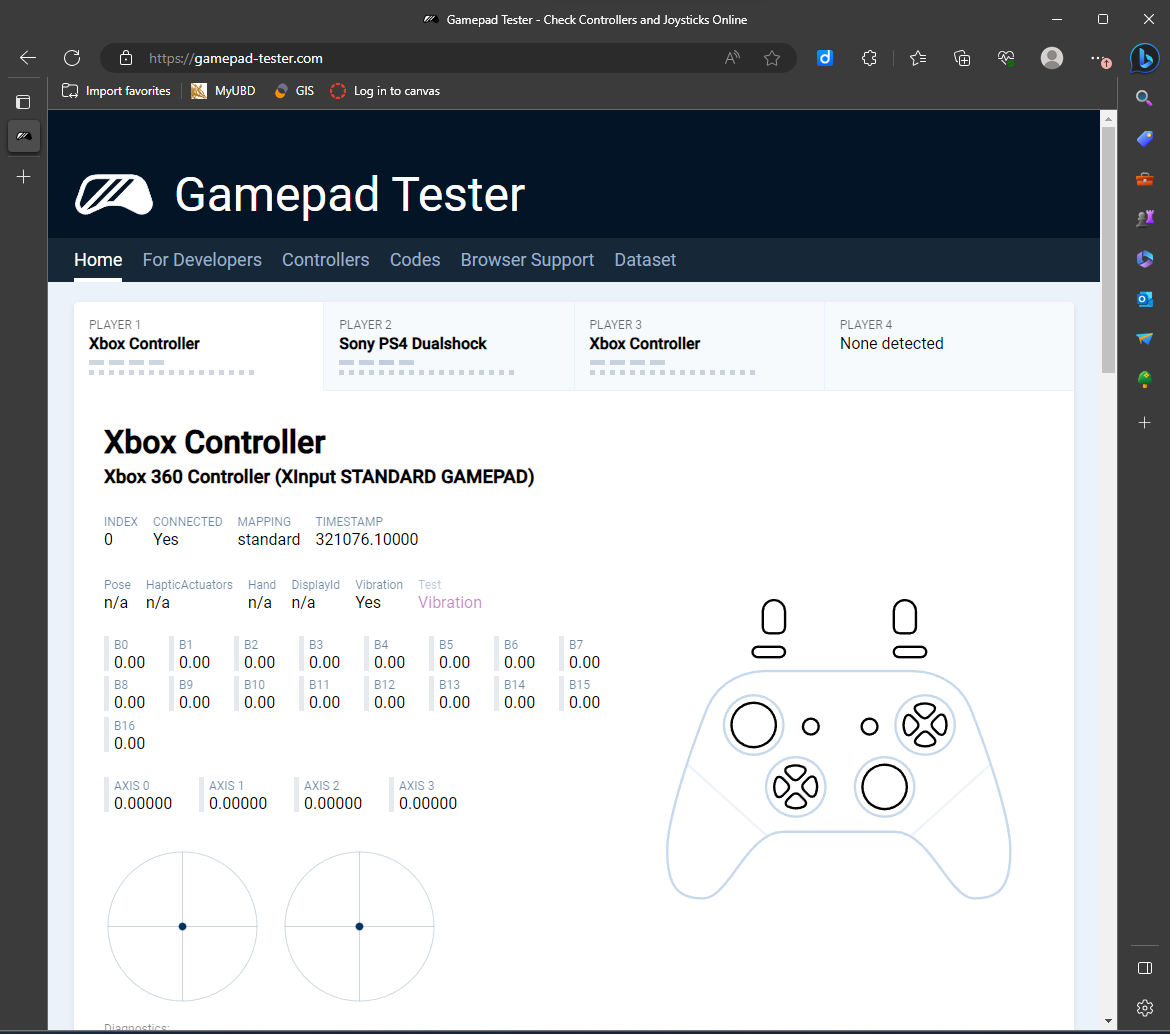 Gamepad Tester - Check Controllers and Joysticks Online
https://gamepad-tester.com
Import favorites MyUBD GIS Log in to canvas
Gamepad Tester
Home For Developers Controllers Codes Browser Support Dataset
PLAYER 1 PLAYER 2 PLAYER 3 PLAYER 4
Xbox Controller Sony PS4 Dualshock Xbox Controller None detected
Xbox Controller
Xbox 360 Controller (XInput STANDARD GAMEPAD)
INDEX CONNECTED MAPPING TIMESTAMP
0 Yes standard 321076.10000
Pose HapticActuators Hand DisplayId Vibration Test
n/a n/a n/a n/a Yes Vibration
B0 B1 B2 B3 B4 B5 B6 B7
0.00 0.00 0.00 0.00 0.00 0.00 0.00 0.00
B8 B9 B10 B11 B12 B13 B14 B15
0.00 0.00 0.00 0.00 0.00 0.00 0.00 0.00
B16
0.00
AXIS 0 AXIS 1 AXIS 2 AXIS 3
0.00000 0.00000 0.00000 0.00000
Diagnostics: